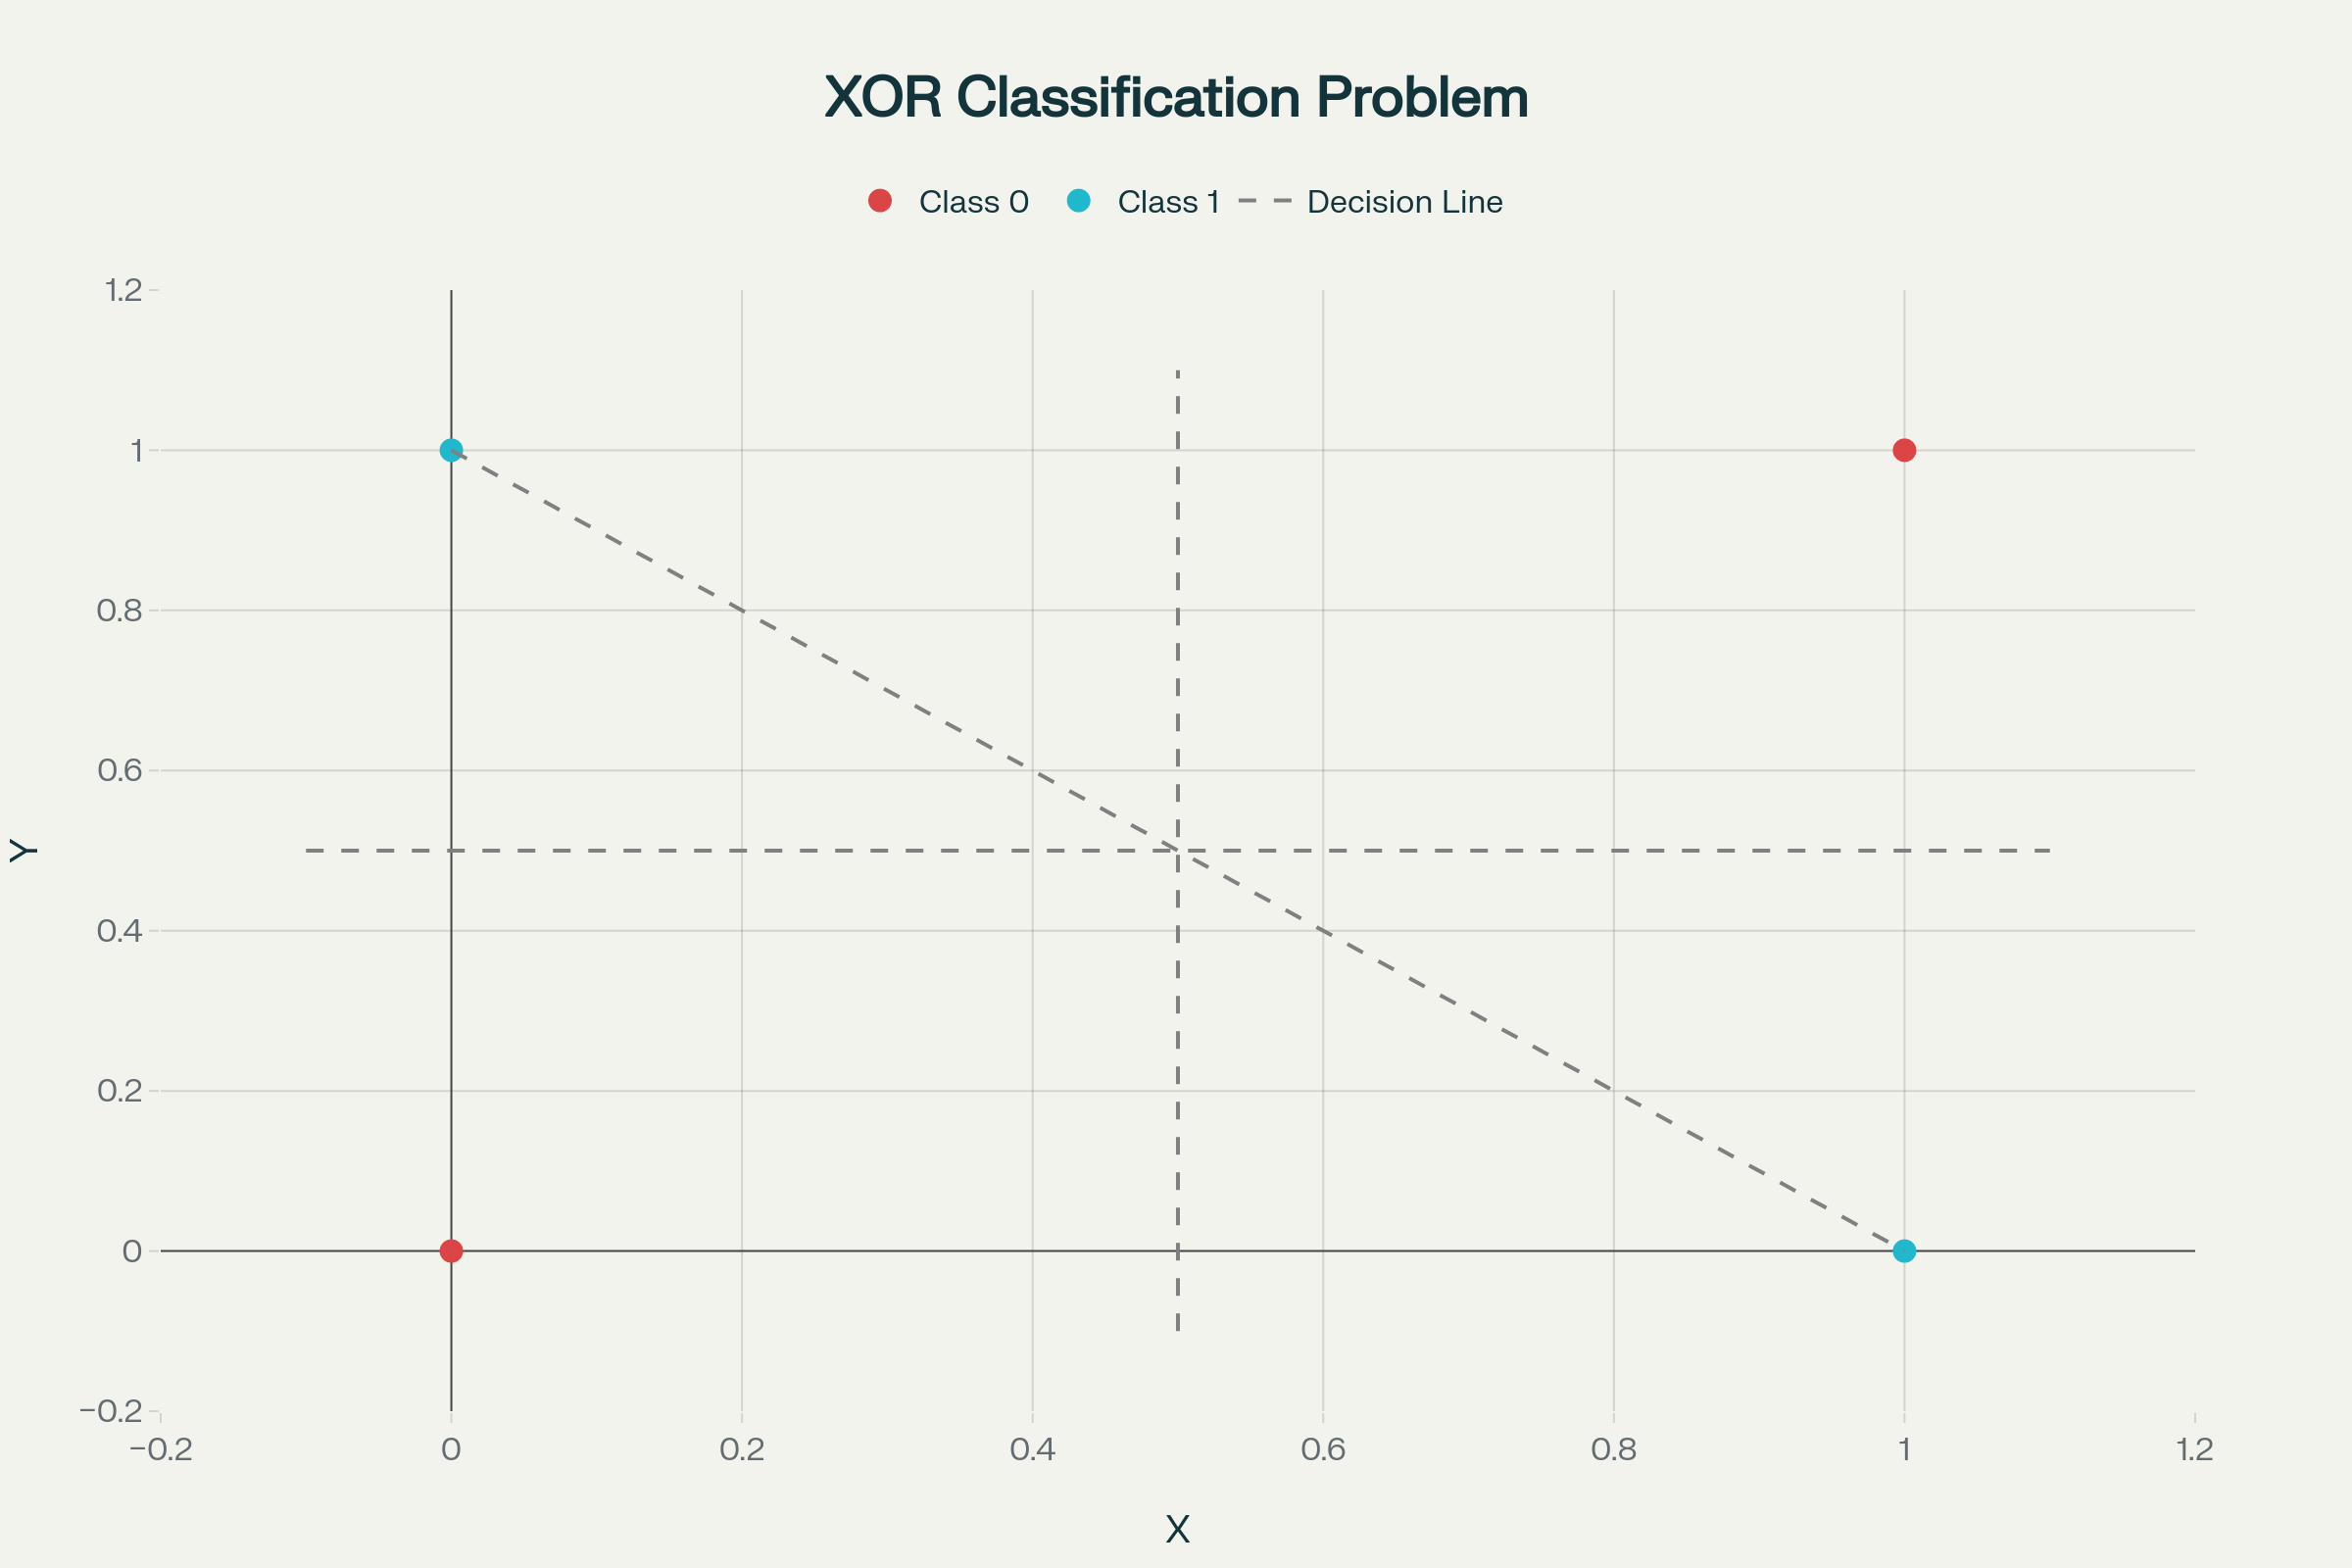 XOR Classification Problem
Class 0 Class 1 Decision Line
1.2
1
0.8
0.6
Y
0.4
0.2
0
−0.2
−0.2 0 0.2 0.4 0.6 0.8 1 1.2
X